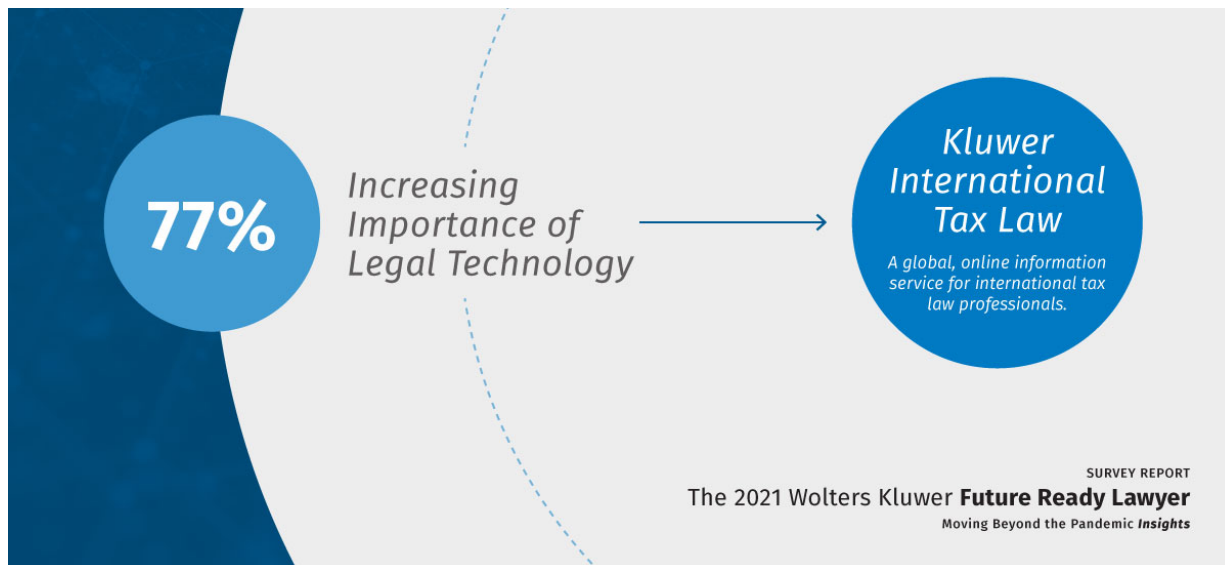 77%
Increasing
Importance of
Legal Technology
Kluwer
International
Tax Law
A global, online information
service for international tax
law professionals.
SURVEY REPORT
The 2021 Wolters Kluwer Future Ready Lawyer
Moving Beyond the Pandemic Insights